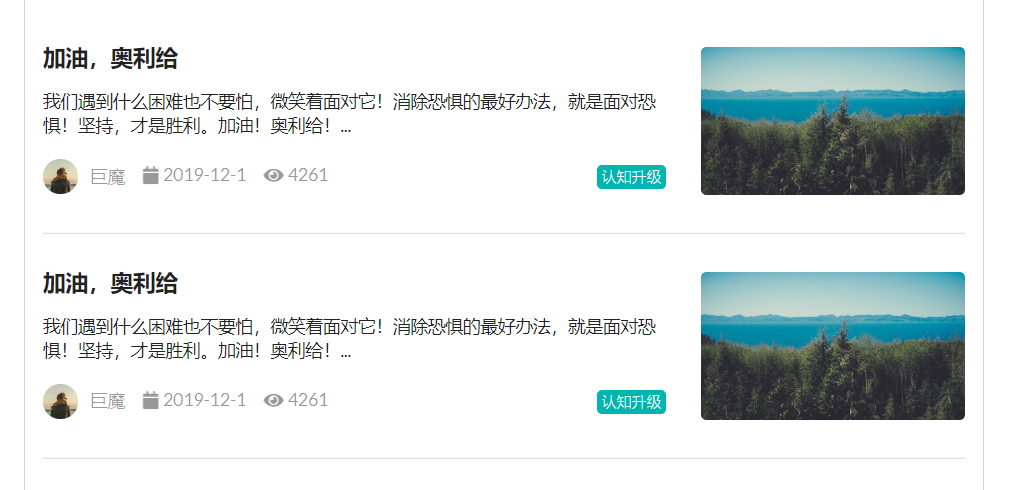 加油，奥利给
我们遇到什么困难也不要怕，微笑着面对它！消除恐惧的最好办法，就是面对恐
惧！坚持，才是胜利。加油！奥利给！...
巨魔 2019-12-1 4261 认知升级
加油，奥利给
我们遇到什么困难也不要怕，微笑着面对它！消除恐惧的最好办法，就是面对恐
惧！坚持，才是胜利。加油！奥利给！...
巨魔 2019-12-1 4261 认知升级